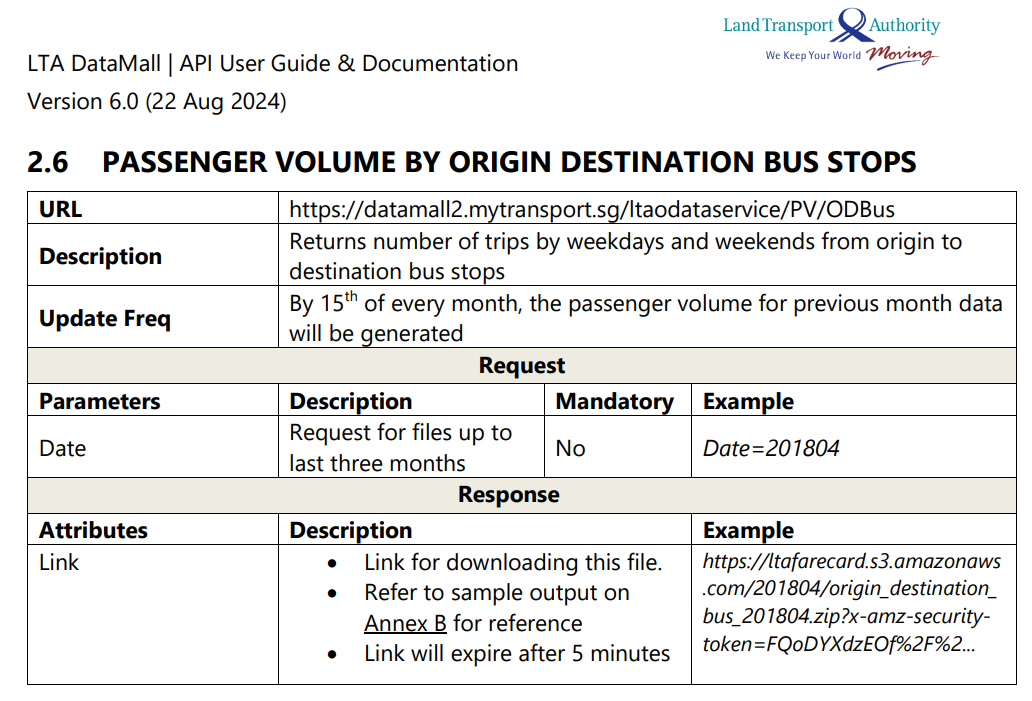 Land Transport Authority
We Keep Your World Moving
LTA DataMall | API User Guide & Documentation
Version 6.0 (22 Aug 2024)
2.6 PASSENGER VOLUME BY ORIGIN DESTINATION BUS STOPS
URL https://datamall2.mytransport.sg/ltaodataservice/PV/ODBus
Description Returns number of trips by weekdays and weekends from origin to
destination bus stops
Update Freq By 15th of every month, the passenger volume for previous month data
will be generated
Request
Parameters Description Mandatory Example
Date Request for files up to
last three months No Date=201804
Response
Attributes Description Example
Link
• Link for downloading this file.
• Refer to sample output on
Annex B for reference
• Link will expire after 5 minutes
https://ltafarecard.s3.amazonaws
.com/201804/origin_destination_
bus_201804.zip?x-amz-security-
token=FQoDYXdzEOf%2F%2...